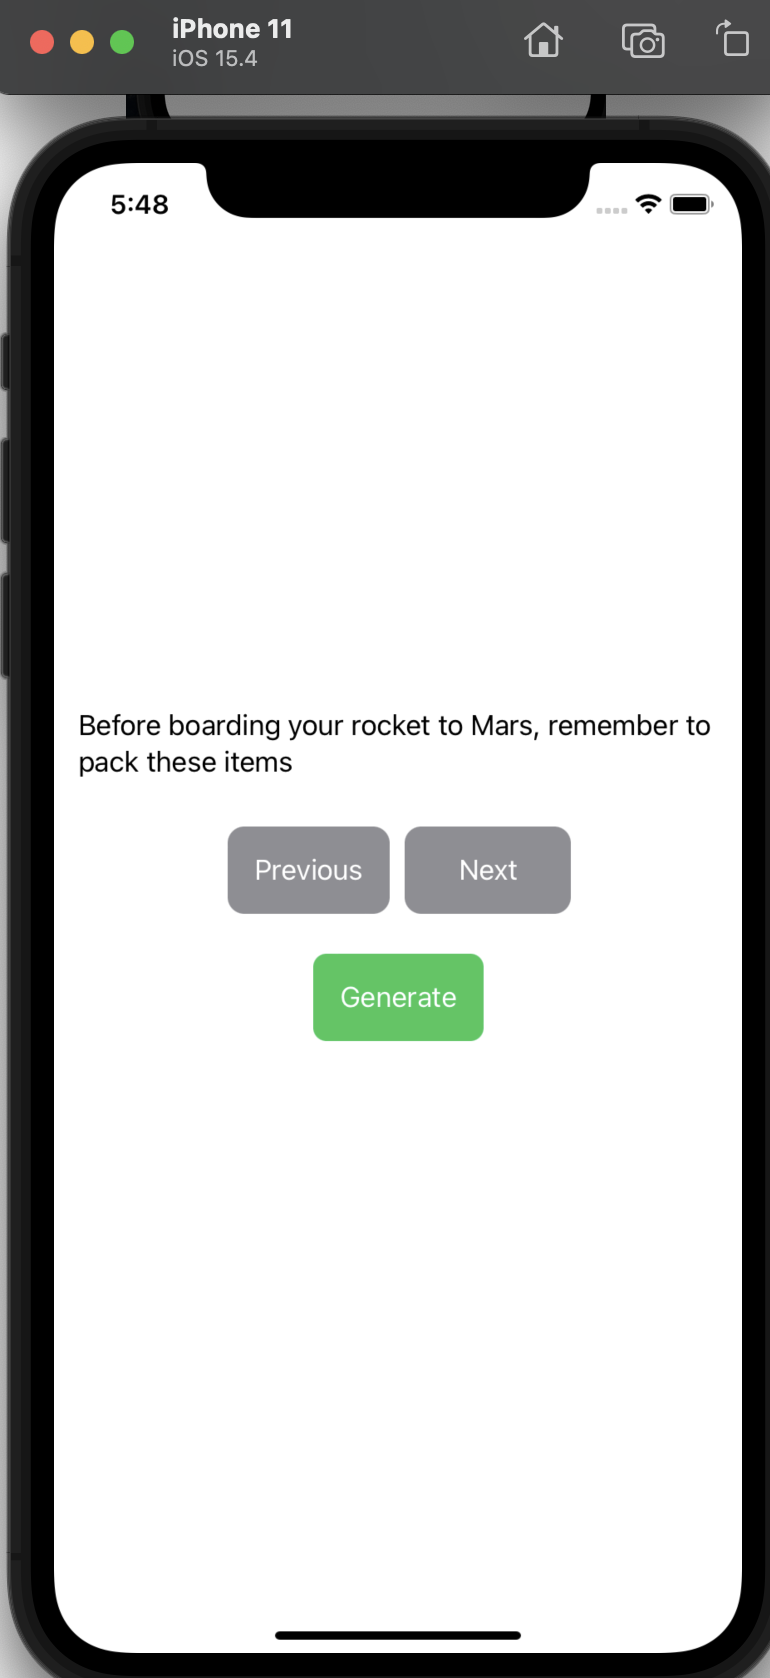 iPhone 11
iOS 15.4
5:48
Before boarding your rocket to Mars, remember to
pack these items
Previous Next
Generate